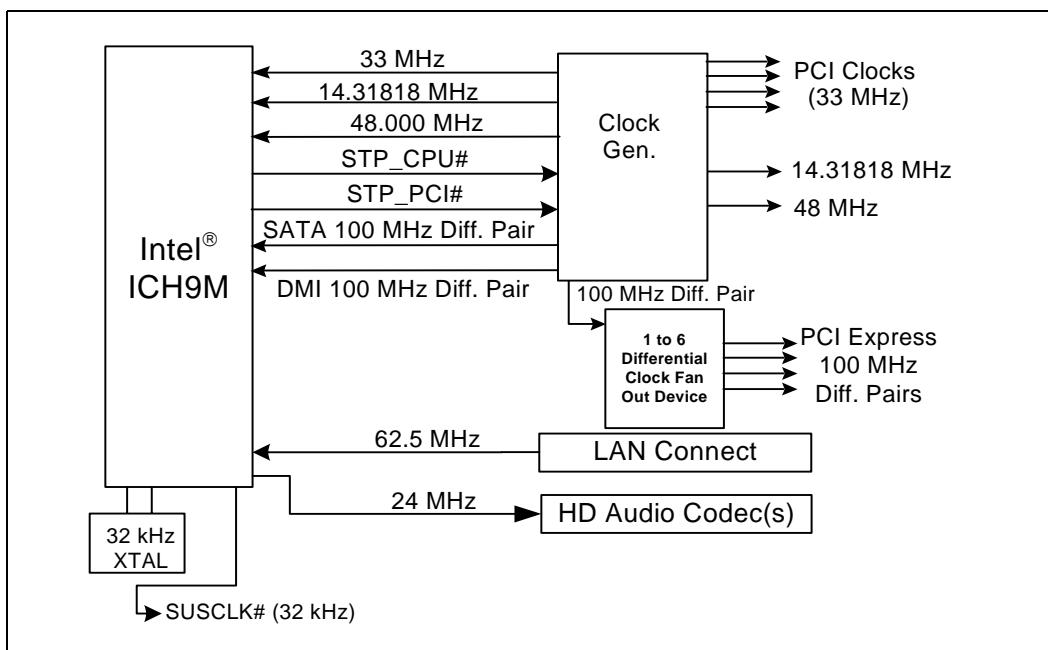 33 MHz
14.31818 MHz
48.000 MHz
STP_CPU#
STP_PCI#
SATA 100 MHz Diff. Pair
DMI 100 MHz Diff. Pair
Intel®
ICH9M
Clock
Gen.
PCI Clocks
(33 MHz)
14.31818 MHz
48 MHz
100 MHz Diff. Pair
1 to 6
Differential
Clock Fan
Out Device
PCI Express
100 MHz
Diff. Pairs
62.5 MHz
LAN Connect
24 MHz
HD Audio Codec(s)
32 kHz
XTAL
SUSCLK# (32 kHz)